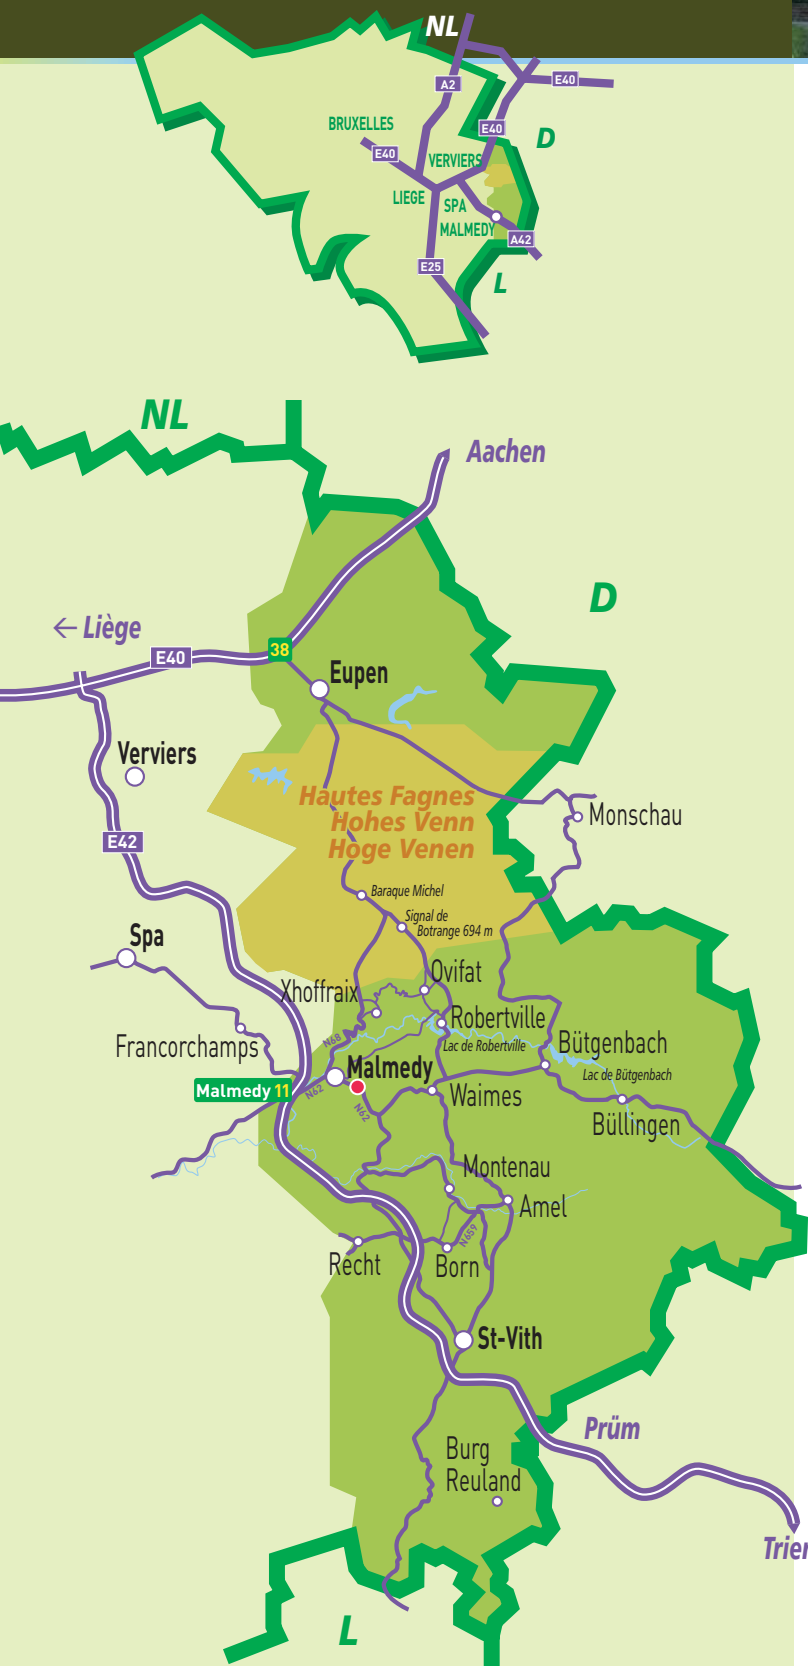 NL
A2
E40
BRUXELLES
E40
E40
D
VERVIERS
LIEGE
SPA
MALMEDY
A42
E25
L
NL
Aachen
D
← Liège
E40
38
Eupen
Verviers
Hautes Fagnes
Hohes Venn
Hoge Venen
Monschau
E42
Baraque Michel
Signal de
Botrange 694 m
Spa
Ovifat
Xhoffraix
Robertville
N68
Lac de Robertville
Francorchamps
Bütgenbach
Malmedy
Lac de Bütgenbach
Malmedy 11
N62
Waimes
N62
Büllingen
Montenau
Amel
N659
Recht
Born
St-Vith
Prüm
Burg
Reuland
Trier
L